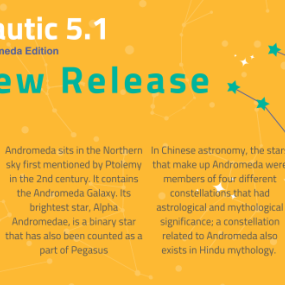 autic 5.1
meda Edition
ew Release
Andromeda sits in the Northern
sky first mentioned by Ptolemy
in the 2nd century. It contains
the Andromeda Galaxy. Its
brightest star, Alpha
Andromedae, is a binary star
that has also been counted as a
part of Pegasus
In Chinese astronomy, the stars
that make up Andromeda were
members of four different
constellations that had
astrological and mythological
significance; a constellation
related to Andromeda also
exists in Hindu mythology.